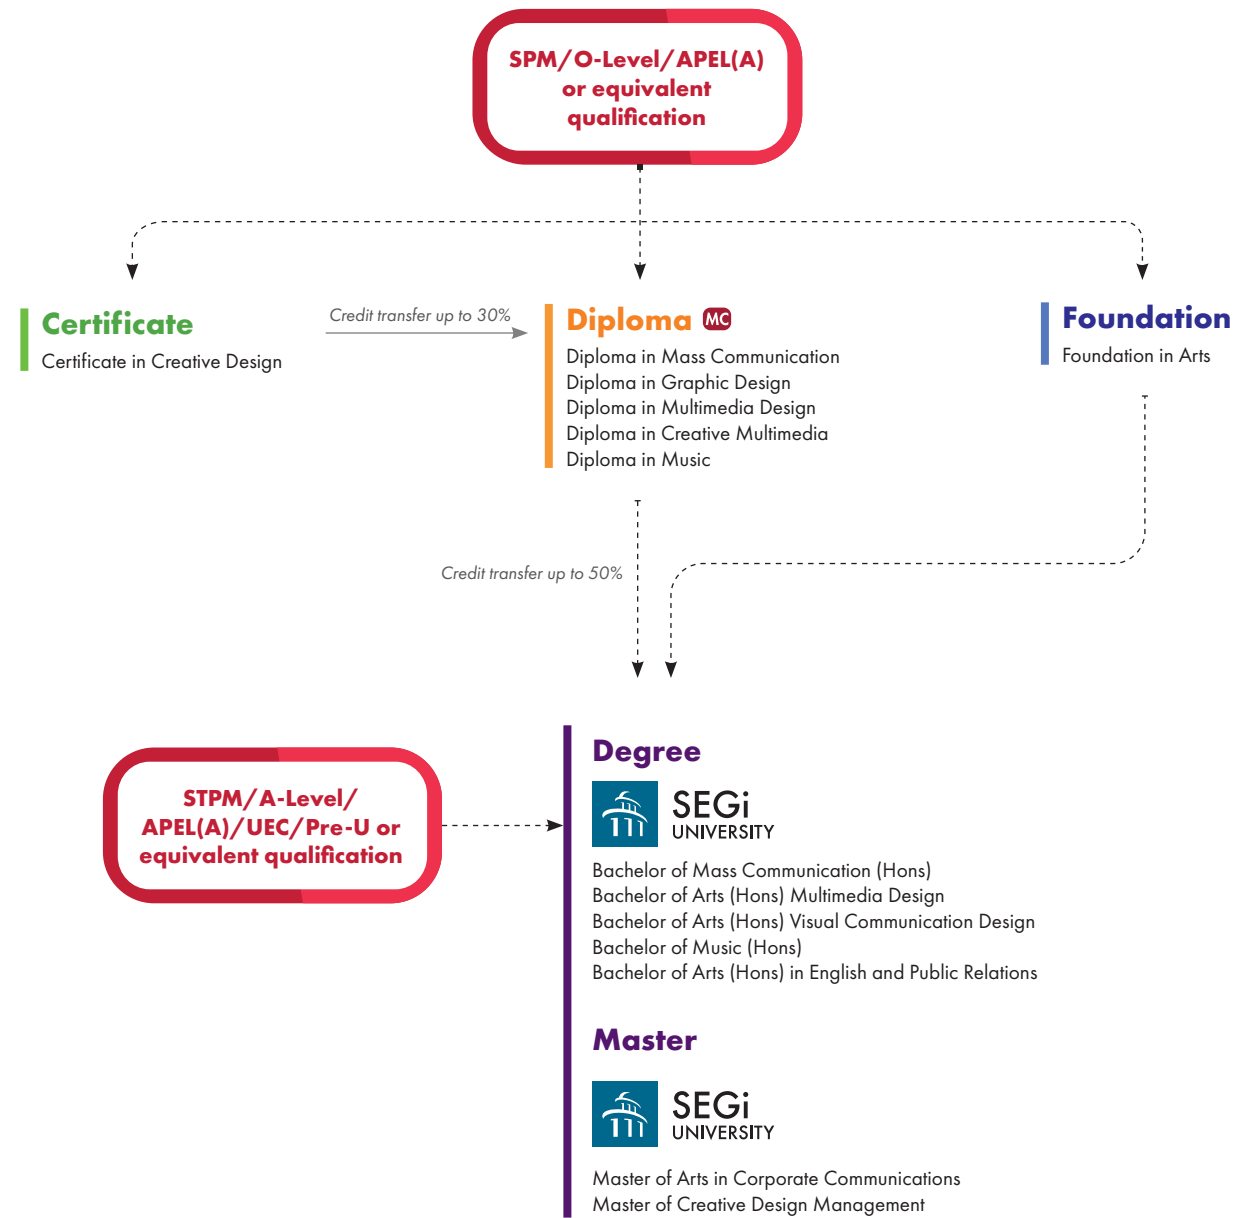 SPM/O-Level/APEL(A)
or equivalent
qualification
Certificate
Certificate in Creative Design
Credit transfer up to 30%
Diploma MC
Diploma in Mass Communication
Diploma in Graphic Design
Diploma in Multimedia Design
Diploma in Creative Multimedia
Diploma in Music
Foundation
Foundation in Arts
Credit transfer up to 50%
STPM/A-Level/
APEL(A)/UEC/Pre-U or
equivalent qualification
Degree
SEGi
UNIVERSITY
Bachelor of Mass Communication (Hons)
Bachelor of Arts (Hons) Multimedia Design
Bachelor of Arts (Hons) Visual Communication Design
Bachelor of Music (Hons)
Bachelor of Arts (Hons) in English and Public Relations
Master
SEGi
UNIVERSITY
Master of Arts in Corporate Communications
Master of Creative Design Management